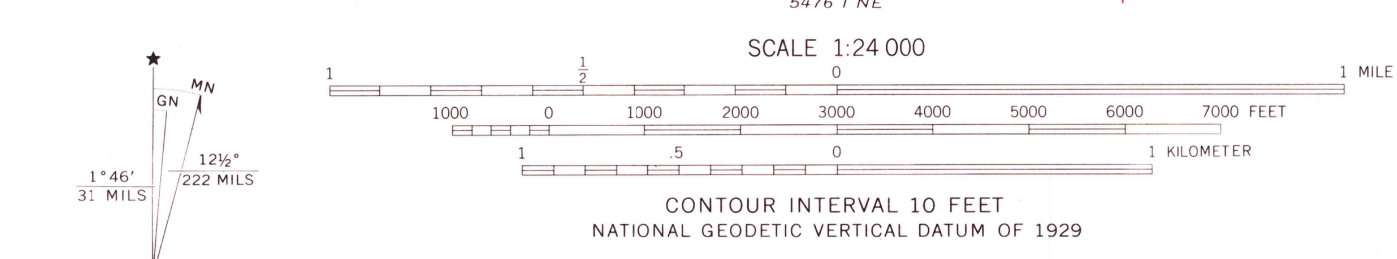 5476 I NE
SCALE 1:24 000
1 1/2 0 1 MILE
1000 0 1000 2000 3000 4000 5000 6000 7000 FEET
1 .5 0 1 KILOMETER
CONTOUR INTERVAL 10 FEET
NATIONAL GEODETIC VERTICAL DATUM OF 1929
★
MN
GN
12½°
222 MILS
1°46′
31 MILS